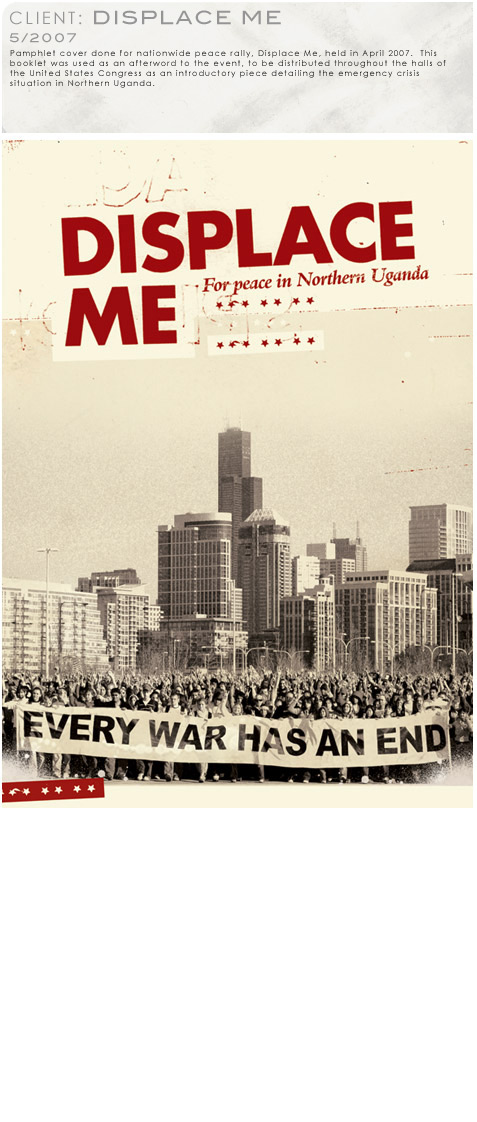 CLIENT: DISPLACE ME
5/2007
Pamphlet cover done for nationwide peace rally, Displace Me, held in April 2007. This
booklet was used as an afterword to the event, to be distributed throughout the halls of
the United States Congress as an introductory piece detailing the emergency crisis
situation in Northern Uganda.
DISPLACE
ME
For peace in Northern Uganda
EVERY WAR HAS AN END